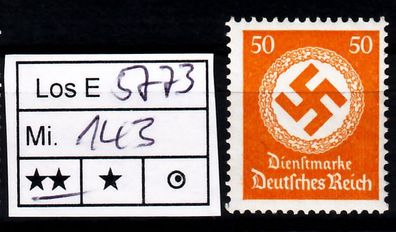 Los E 5773
Mi. 143
★★ ★ ⊙
50 50
Dienstmarke
Deutsches Reich